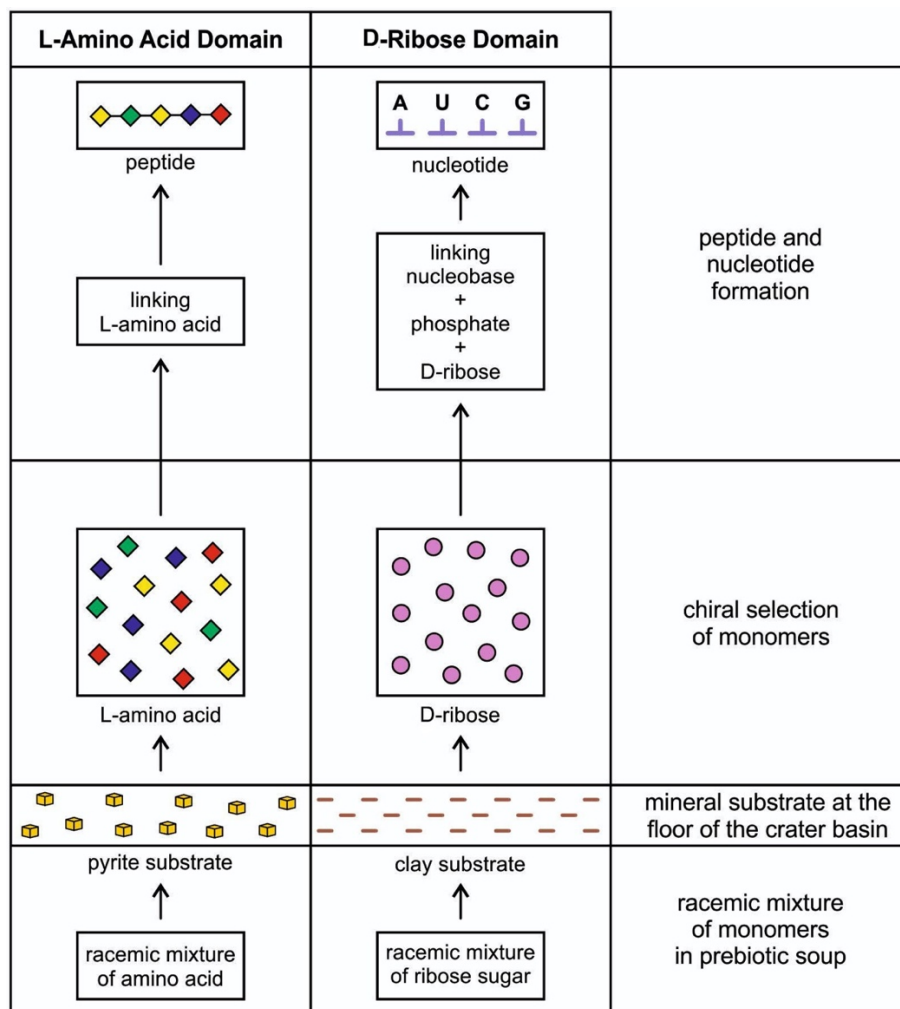 L-Amino Acid Domain
D-Ribose Domain
peptide
A U C G
nucleotide
linking
L-amino acid
linking
nucleobase
+
phosphate
+
D-ribose
peptide and
nucleotide
formation
L-amino acid
D-ribose
chiral selection
of monomers
mineral substrate at the
floor of the crater basin
pyrite substrate
clay substrate
racemic mixture
of amino acid
racemic mixture
of ribose sugar
racemic mixture
of monomers
in prebiotic soup